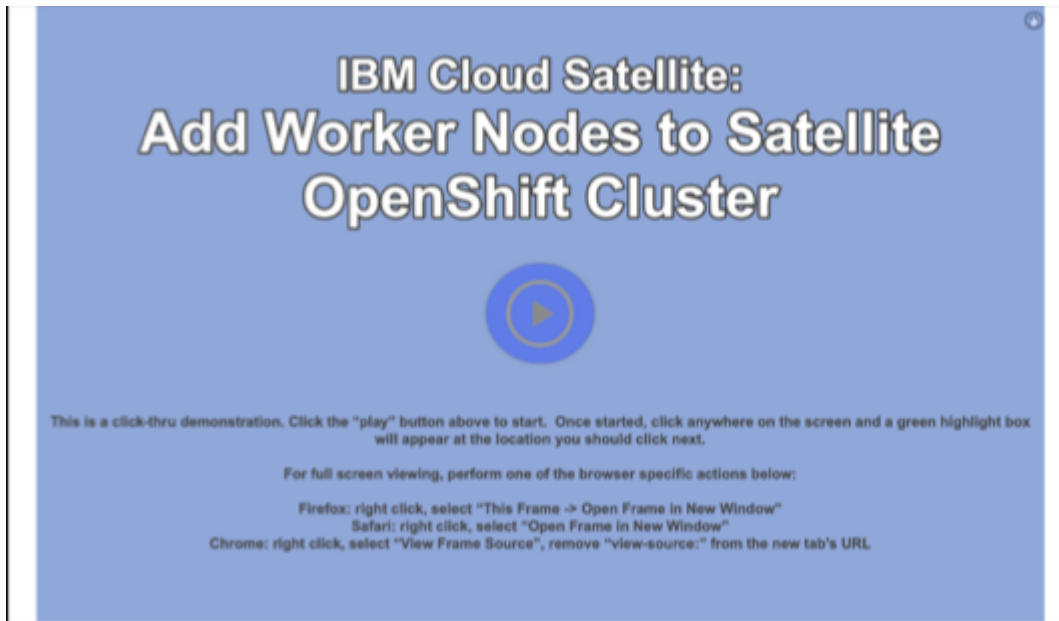 IBM Cloud Satellite:
Add Worker Nodes to Satellite
OpenShift Cluster
This is a click-thru demonstration. Click the "play" button above to start.  Once started, click anywhere on the screen and a green highlight box
will appear at the location you should click next.
For full screen viewing, perform one of the browser specific actions below:
Firefox: right click, select "This Frame -> Open Frame in New Window"
Safari: right click, select "Open Frame in New Window"
Chrome: right click, select "View Frame Source", remove "view-source:" from the new tab's URL